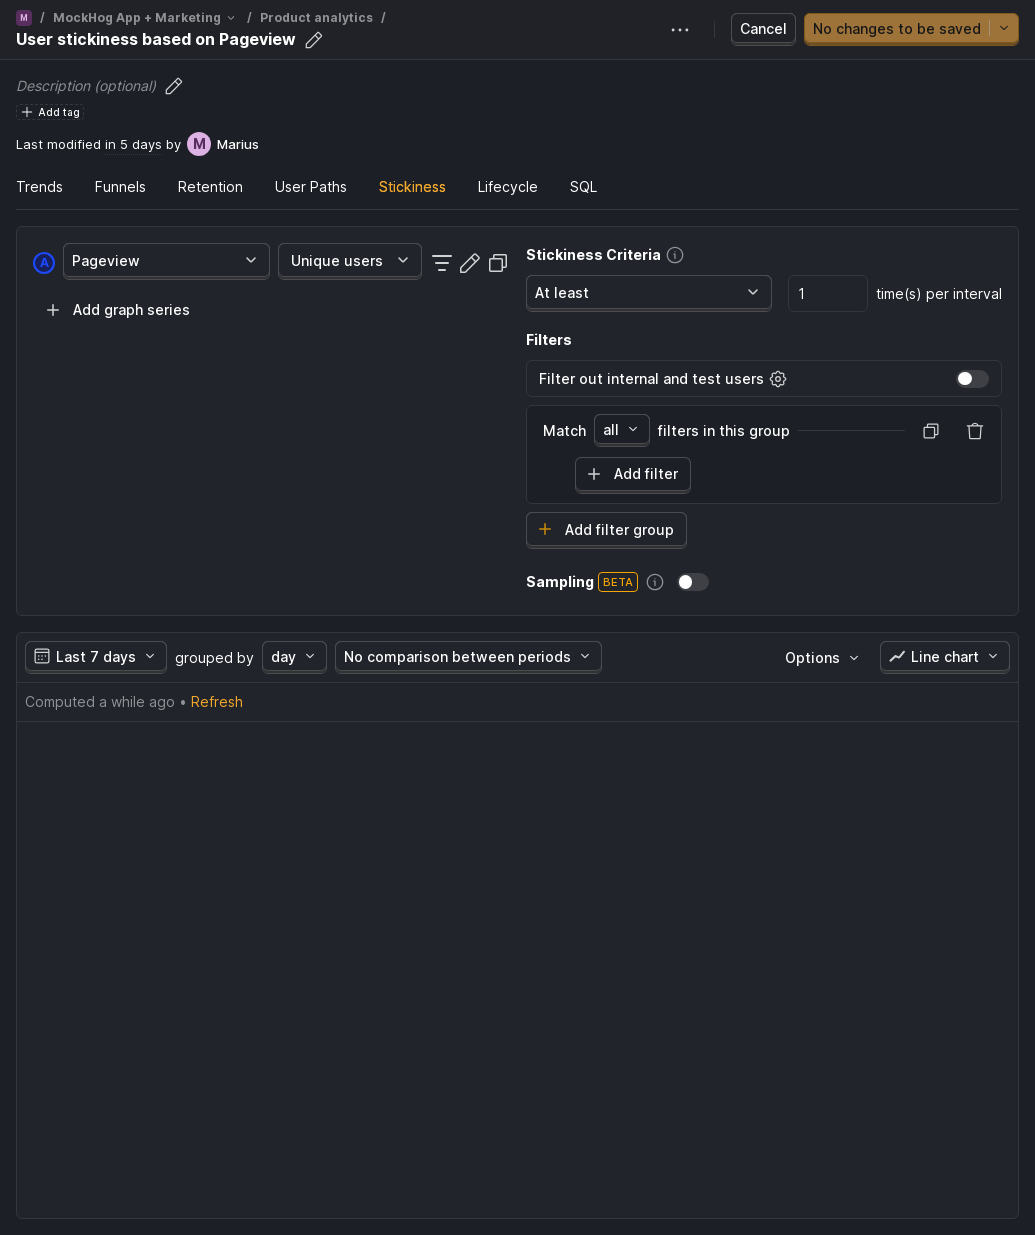 M / MockHog App + Marketing / Product analytics /
User stickiness based on Pageview
Cancel
No changes to be saved
Description (optional)
Add tag
Last modified in 5 days by M Marius
Trends Funnels Retention User Paths Stickiness Lifecycle SQL
A Pageview Unique users
Add graph series
Stickiness Criteria
At least 1 time(s) per interval
Filters
Filter out internal and test users
Match all filters in this group
Add filter
Add filter group
Sampling BETA
Last 7 days grouped by day No comparison between periods Options Line chart
Computed a while ago • Refresh